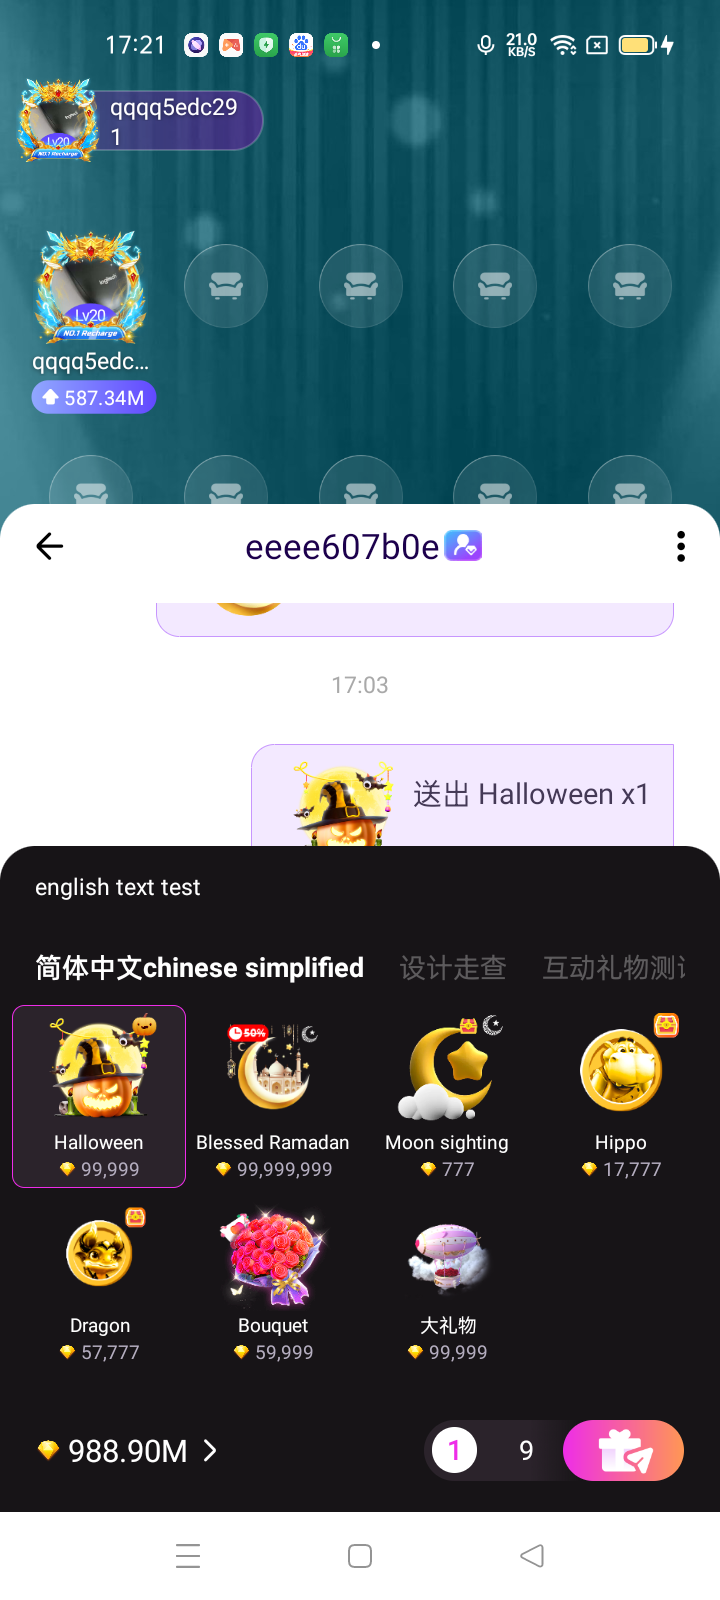 17:21
21.0
KB/S
qqqq5edc29
1
Lv20
NO.1 Recharge
Lv20
NO.1 Recharge
qqqq5edc...
587.34M
eeee607b0e
17:03
送出 Halloween x1
english text test
简体中文chinese simplified 设计走查 互动礼物测
50%
Halloween Blessed Ramadan Moon sighting Hippo
99,999 99,999,999 777 17,777
Dragon Bouquet 大礼物
57,777 59,999 99,999
988.90M 1 9